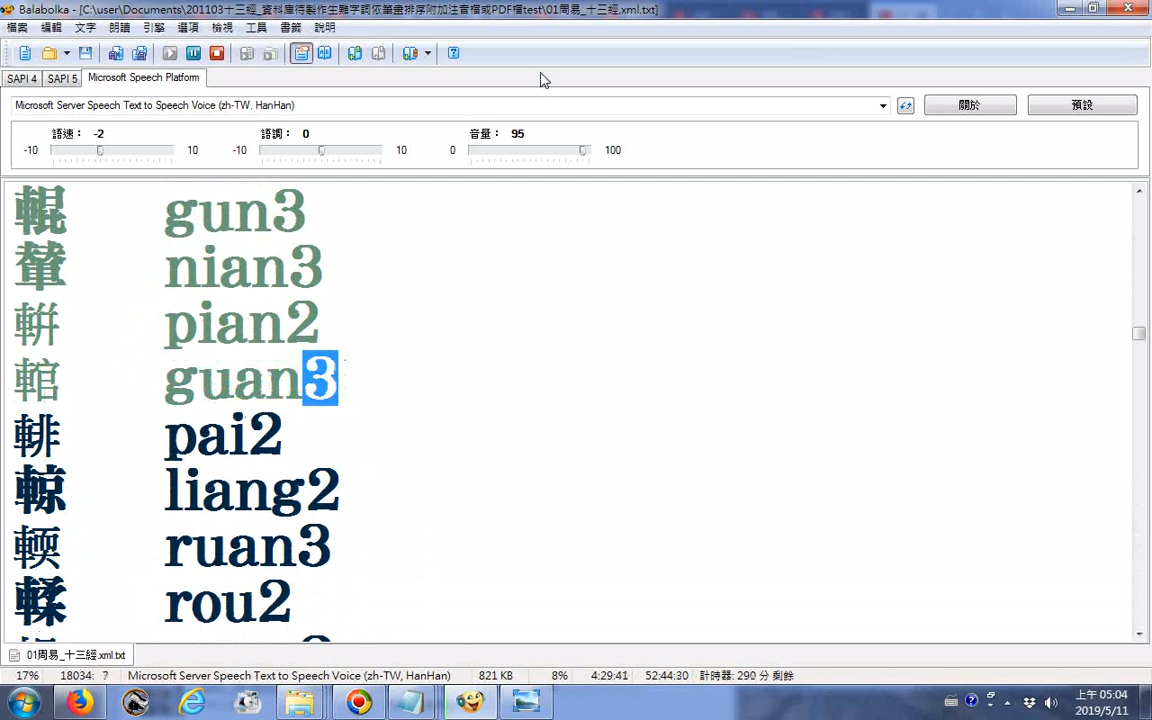 Balabolka - [C:\user\Documents\201103十三經_資料庫待製作生難字詞依筆畫排序附加注音檔或PDF檔test\01周易_十三經.xml.txt]
檔案 編輯 文字 朗讀 引擎 選項 檢視 工具 書籤 說明
SAPI 4 SAPI 5 Microsoft Speech Platform
Microsoft Server Speech Text to Speech Voice (zh-TW, HanHan) 關於 預設
語速： -2 語調： 0 音量： 95
-10 10 -10 10 0 100
輥 gun3
輦 nian3
輧 pian2
輨 guan3
輫 pai2
輬 liang2
輭 ruan3
輮 rou2
01周易_十三經.xml.txt
17% 18034: ? Microsoft Server Speech Text to Speech Voice (zh-TW, HanHan) 821 KB 8% 4:29:41 52:44:30 計時器: 290 分 剩餘
上午 05:04
2019/5/11